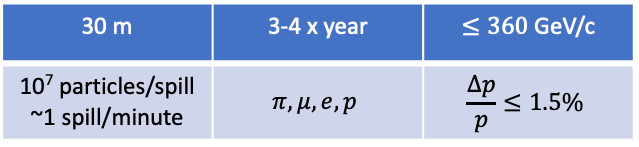 30 m
3-4 x year
≤ 360 GeV/c
10⁷ particles/spill
~1 spill/minute
π, μ, e, p
Δp/p ≤ 1.5%